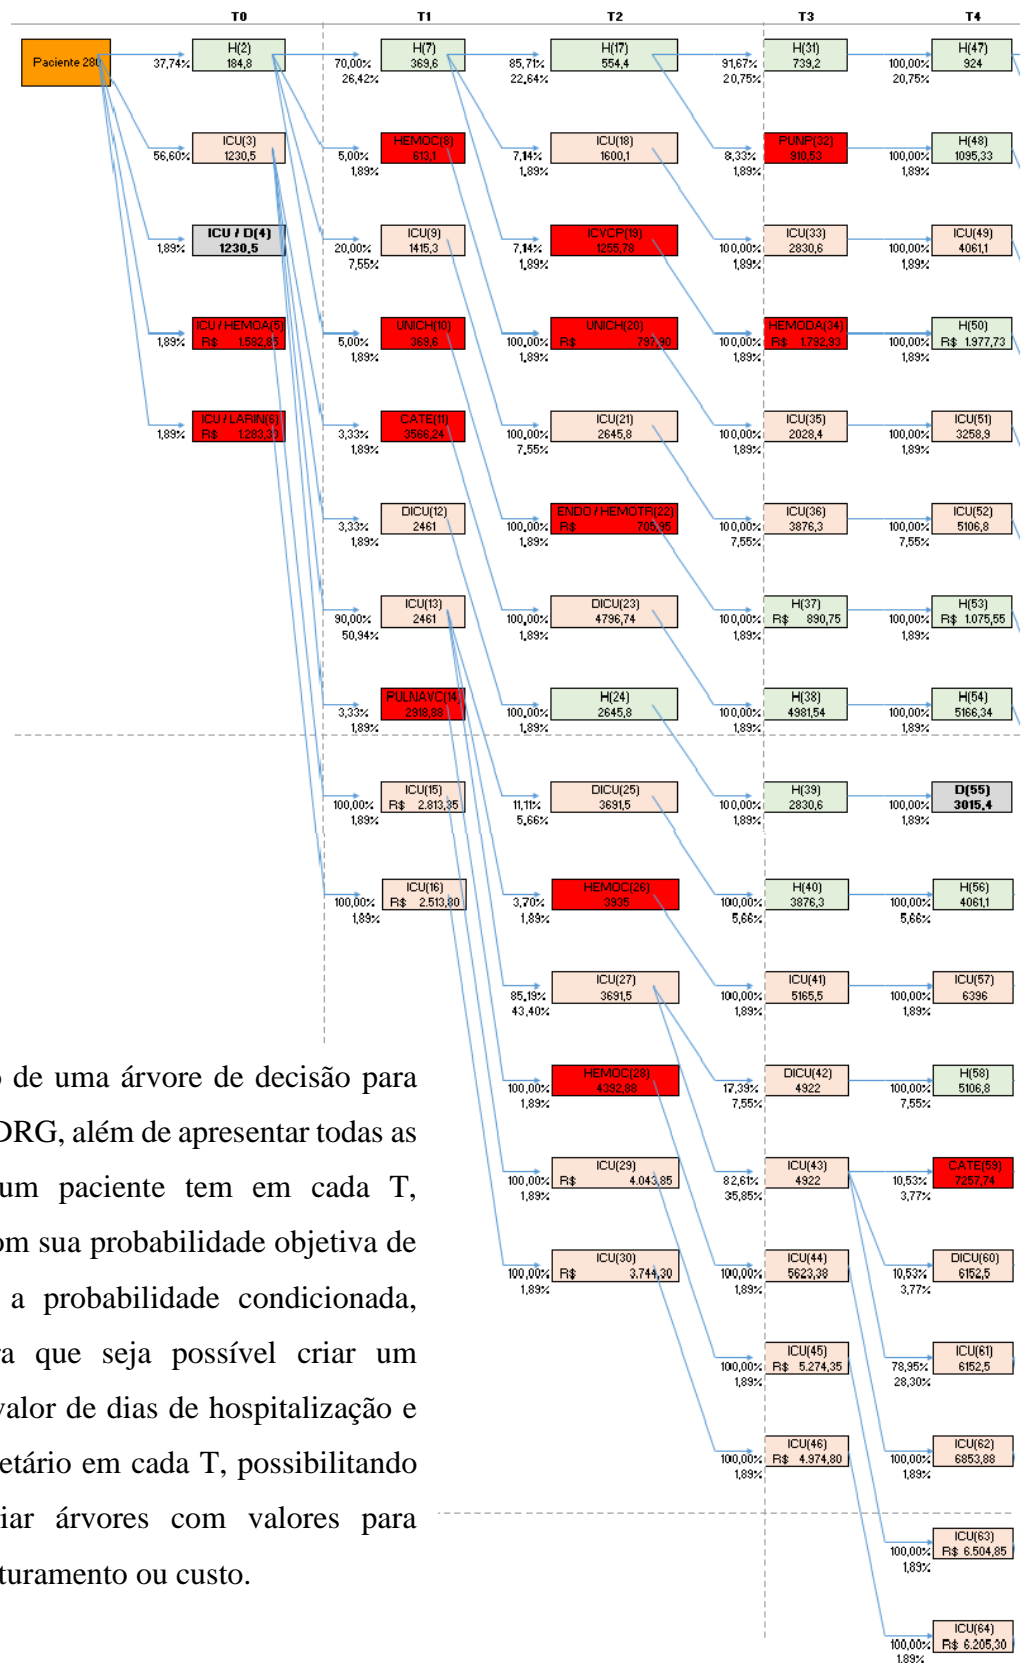 T0 T1 T2 T3 T4
Paciente 280
37,74% H(2) 184,8 70,00% 26,42% H(7) 369,6 85,71% 22,64% H(17) 554,4 91,67% 20,75% H(31) 739,2 100,00% 20,75% H(47) 924
56,60% ICU(3) 1230,5 5,00% 1,89% HEMOC(8) 613,1 7,14% 1,89% ICU(18) 1600,1 8,33% 1,89% PUNP(32) 910,53 100,00% 1,89% H(48) 1095,33
1,89% ICU / D(4) 1230,5 20,00% 7,55% ICU(9) 1415,3 7,14% 1,89% ICVCP(19) 1255,78 100,00% 1,89% ICU(33) 2830,6 100,00% 1,89% ICU(49) 4061,1
1,89% ICU / HEMOA(5) R$ 1.582,85 5,00% 1,89% UNICH(10) 369,6 100,00% 1,89% UNICH(20) R$ 797,90 100,00% 1,89% HEMODA(34) R$ 1.792,93 100,00% 1,89% H(50) R$ 1.977,73
1,89% ICU / LARIN(6) R$ 1.283,30 3,33% 1,89% CATE(11) 3566,24 100,00% 7,55% ICU(21) 2645,8 100,00% 1,89% ICU(35) 2028,4 100,00% 1,89% ICU(51) 3258,9
3,33% 1,89% DICU(12) 2461 100,00% 1,89% ENDO / HEMOTR(22) R$ 705,95 100,00% 7,55% ICU(36) 3876,3 100,00% 7,55% ICU(52) 5106,8
90,00% 50,94% ICU(13) 2461 100,00% 1,89% DICU(23) 4796,74 100,00% 1,89% H(37) R$ 890,75 100,00% 1,89% H(53) R$ 1.075,55
3,33% 1,89% PULNAVC(14) 2918,88 100,00% 1,89% H(24) 2645,8 100,00% 1,89% H(38) 4981,54 100,00% 1,89% H(54) 5166,34
100,00% 1,89% ICU(15) R$ 2.813,35 11,11% 5,66% DICU(25) 3691,5 100,00% 1,89% H(39) 2830,6 100,00% 1,89% D(55) 3015,4
100,00% 1,89% ICU(16) R$ 2.513,80 3,70% 1,89% HEMOC(26) 3935 100,00% 5,66% H(40) 3876,3 100,00% 5,66% H(56) 4061,1
85,19% 43,40% ICU(27) 3691,5 100,00% 1,89% ICU(41) 5165,5 100,00% 1,89% ICU(57) 6396
100,00% 1,89% HEMOC(28) 4392,88 17,39% 7,55% DICU(42) 4922 100,00% 7,55% H(58) 5106,8
100,00% 1,89% ICU(29) R$ 4.043,85 82,61% 35,85% ICU(43) 4922 10,53% 3,77% CATE(59) 7257,74
100,00% 1,89% ICU(30) R$ 3.744,30 100,00% 1,89% ICU(44) 5623,38 10,53% 3,77% DICU(60) 6152,5
100,00% 1,89% ICU(45) R$ 5.274,35 78,95% 28,30% ICU(61) 6152,5
100,00% 1,89% ICU(46) R$ 4.974,80 100,00% 1,89% ICU(62) 6853,88
100,00% 1,89% ICU(63) R$ 6.504,85
100,00% 1,89% ICU(64) R$ 6.205,30
o de uma árvore de decisão para
DRG, além de apresentar todas as
um paciente tem em cada T,
om sua probabilidade objetiva de
a probabilidade condicionada,
ra que seja possível criar um
valor de dias de hospitalização e
etário em cada T, possibilitando
iar árvores com valores para
turamento ou custo.